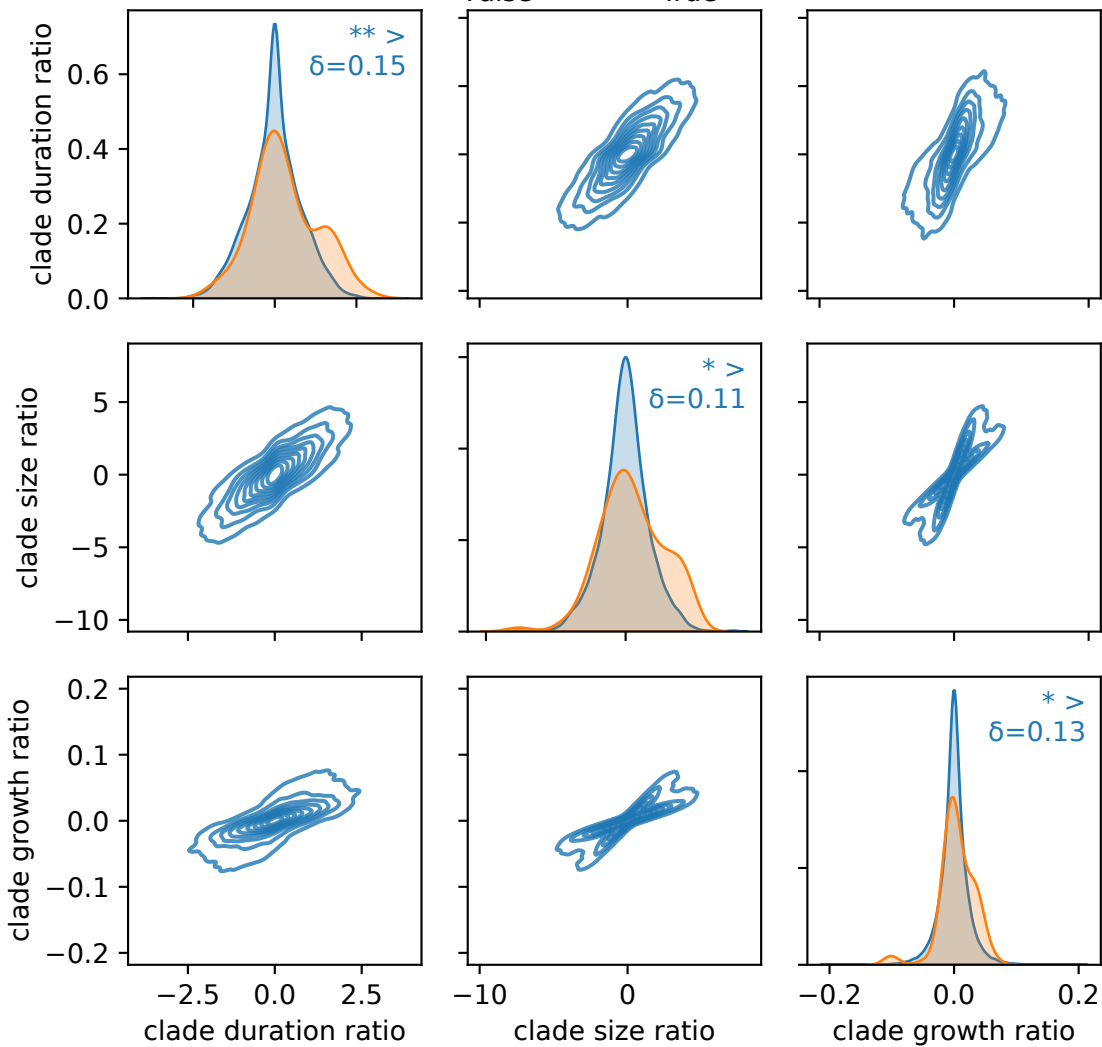 clade duration ratio
0.6
0.4
0.2
0.0
** >
δ=0.15
clade size ratio
5
0
−5
−10
* >
δ=0.11
clade growth ratio
0.2
0.1
0.0
−0.1
−0.2
* >
δ=0.13
−2.5 0.0 2.5
−10 0
−0.2 0.0 0.2
clade duration ratio
clade size ratio
clade growth ratio